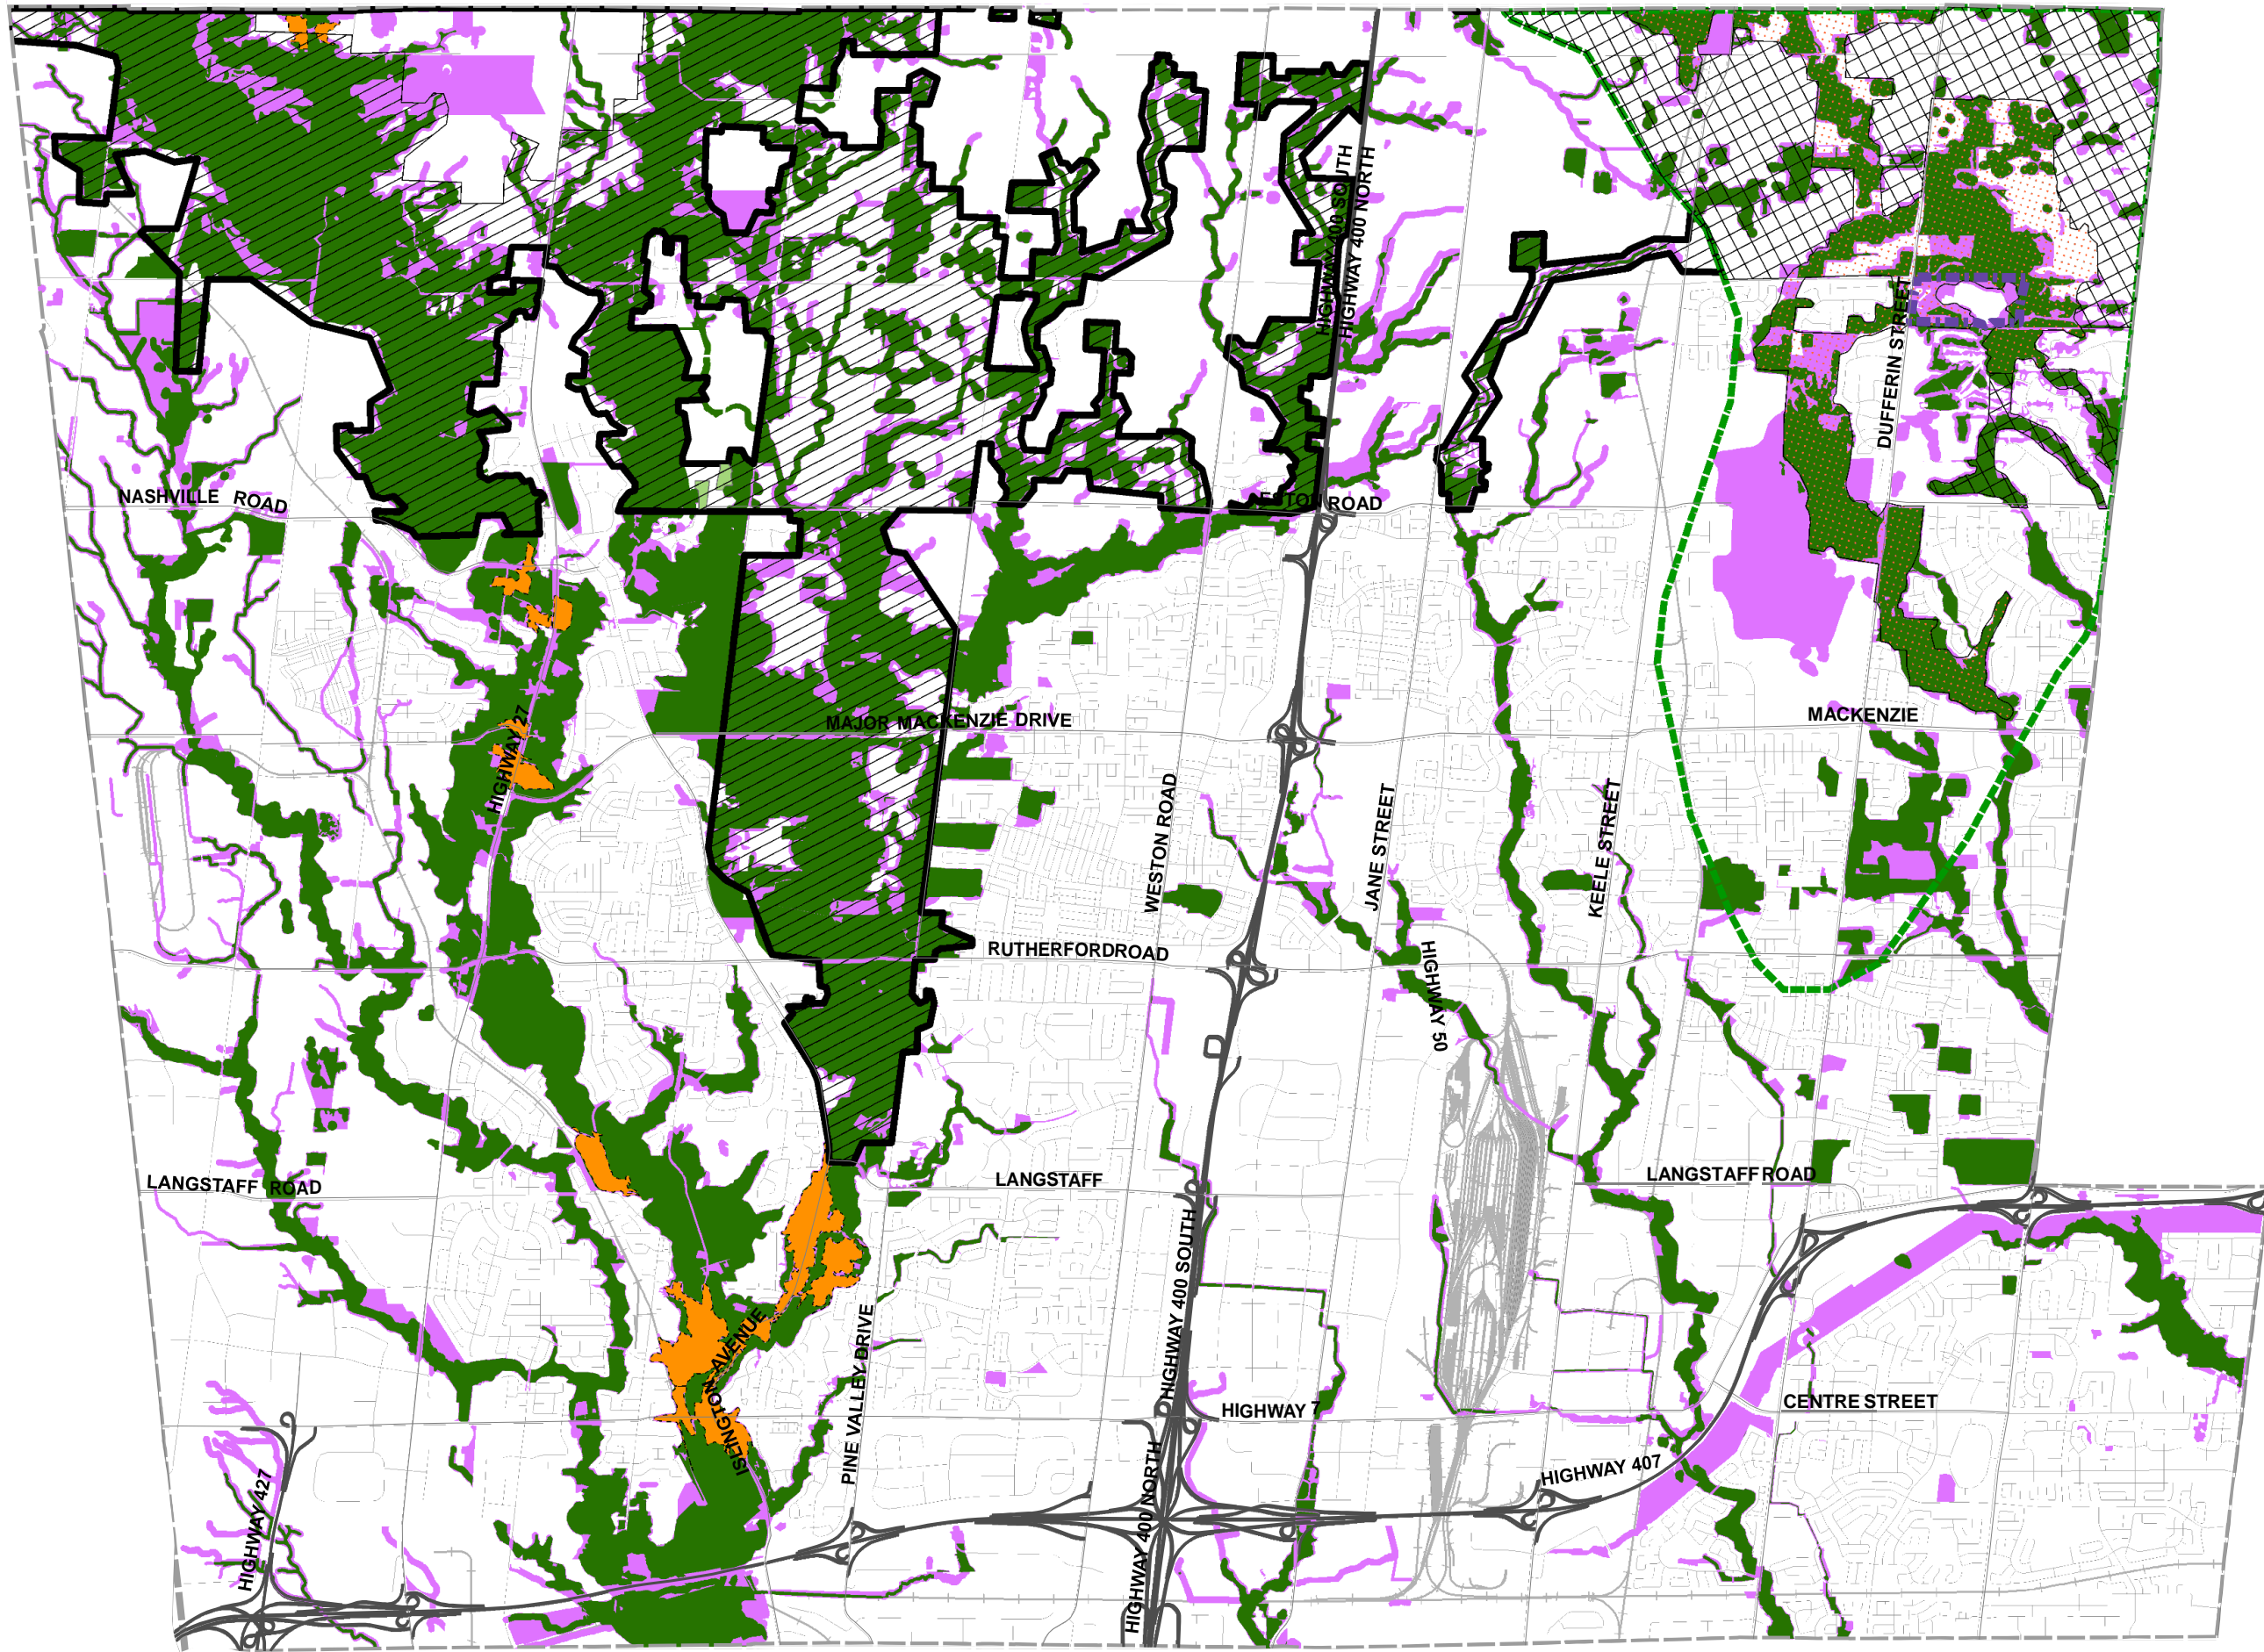 HIGHWAY 400 SOUTH
HIGHWAY 400 NORTH
DUFFERIN STREET
NASHVILLE ROAD
ROAD
MAJOR MACKENZIE DRIVE
MACKENZIE
HIGHWAY 27
WESTON ROAD
JANE STREET
KEELE STREET
RUTHERFORDROAD
HIGHWAY 50
LANGSTAFF ROAD
LANGSTAFF
LANGSTAFF ROAD
HIGHWAY 400 SOUTH
ISLINGTON AVENUE
PINE VALLEY DRIVE
HIGHWAY 7
CENTRE STREET
HIGHWAY 427
HIGHWAY 400 NORTH
HIGHWAY 407